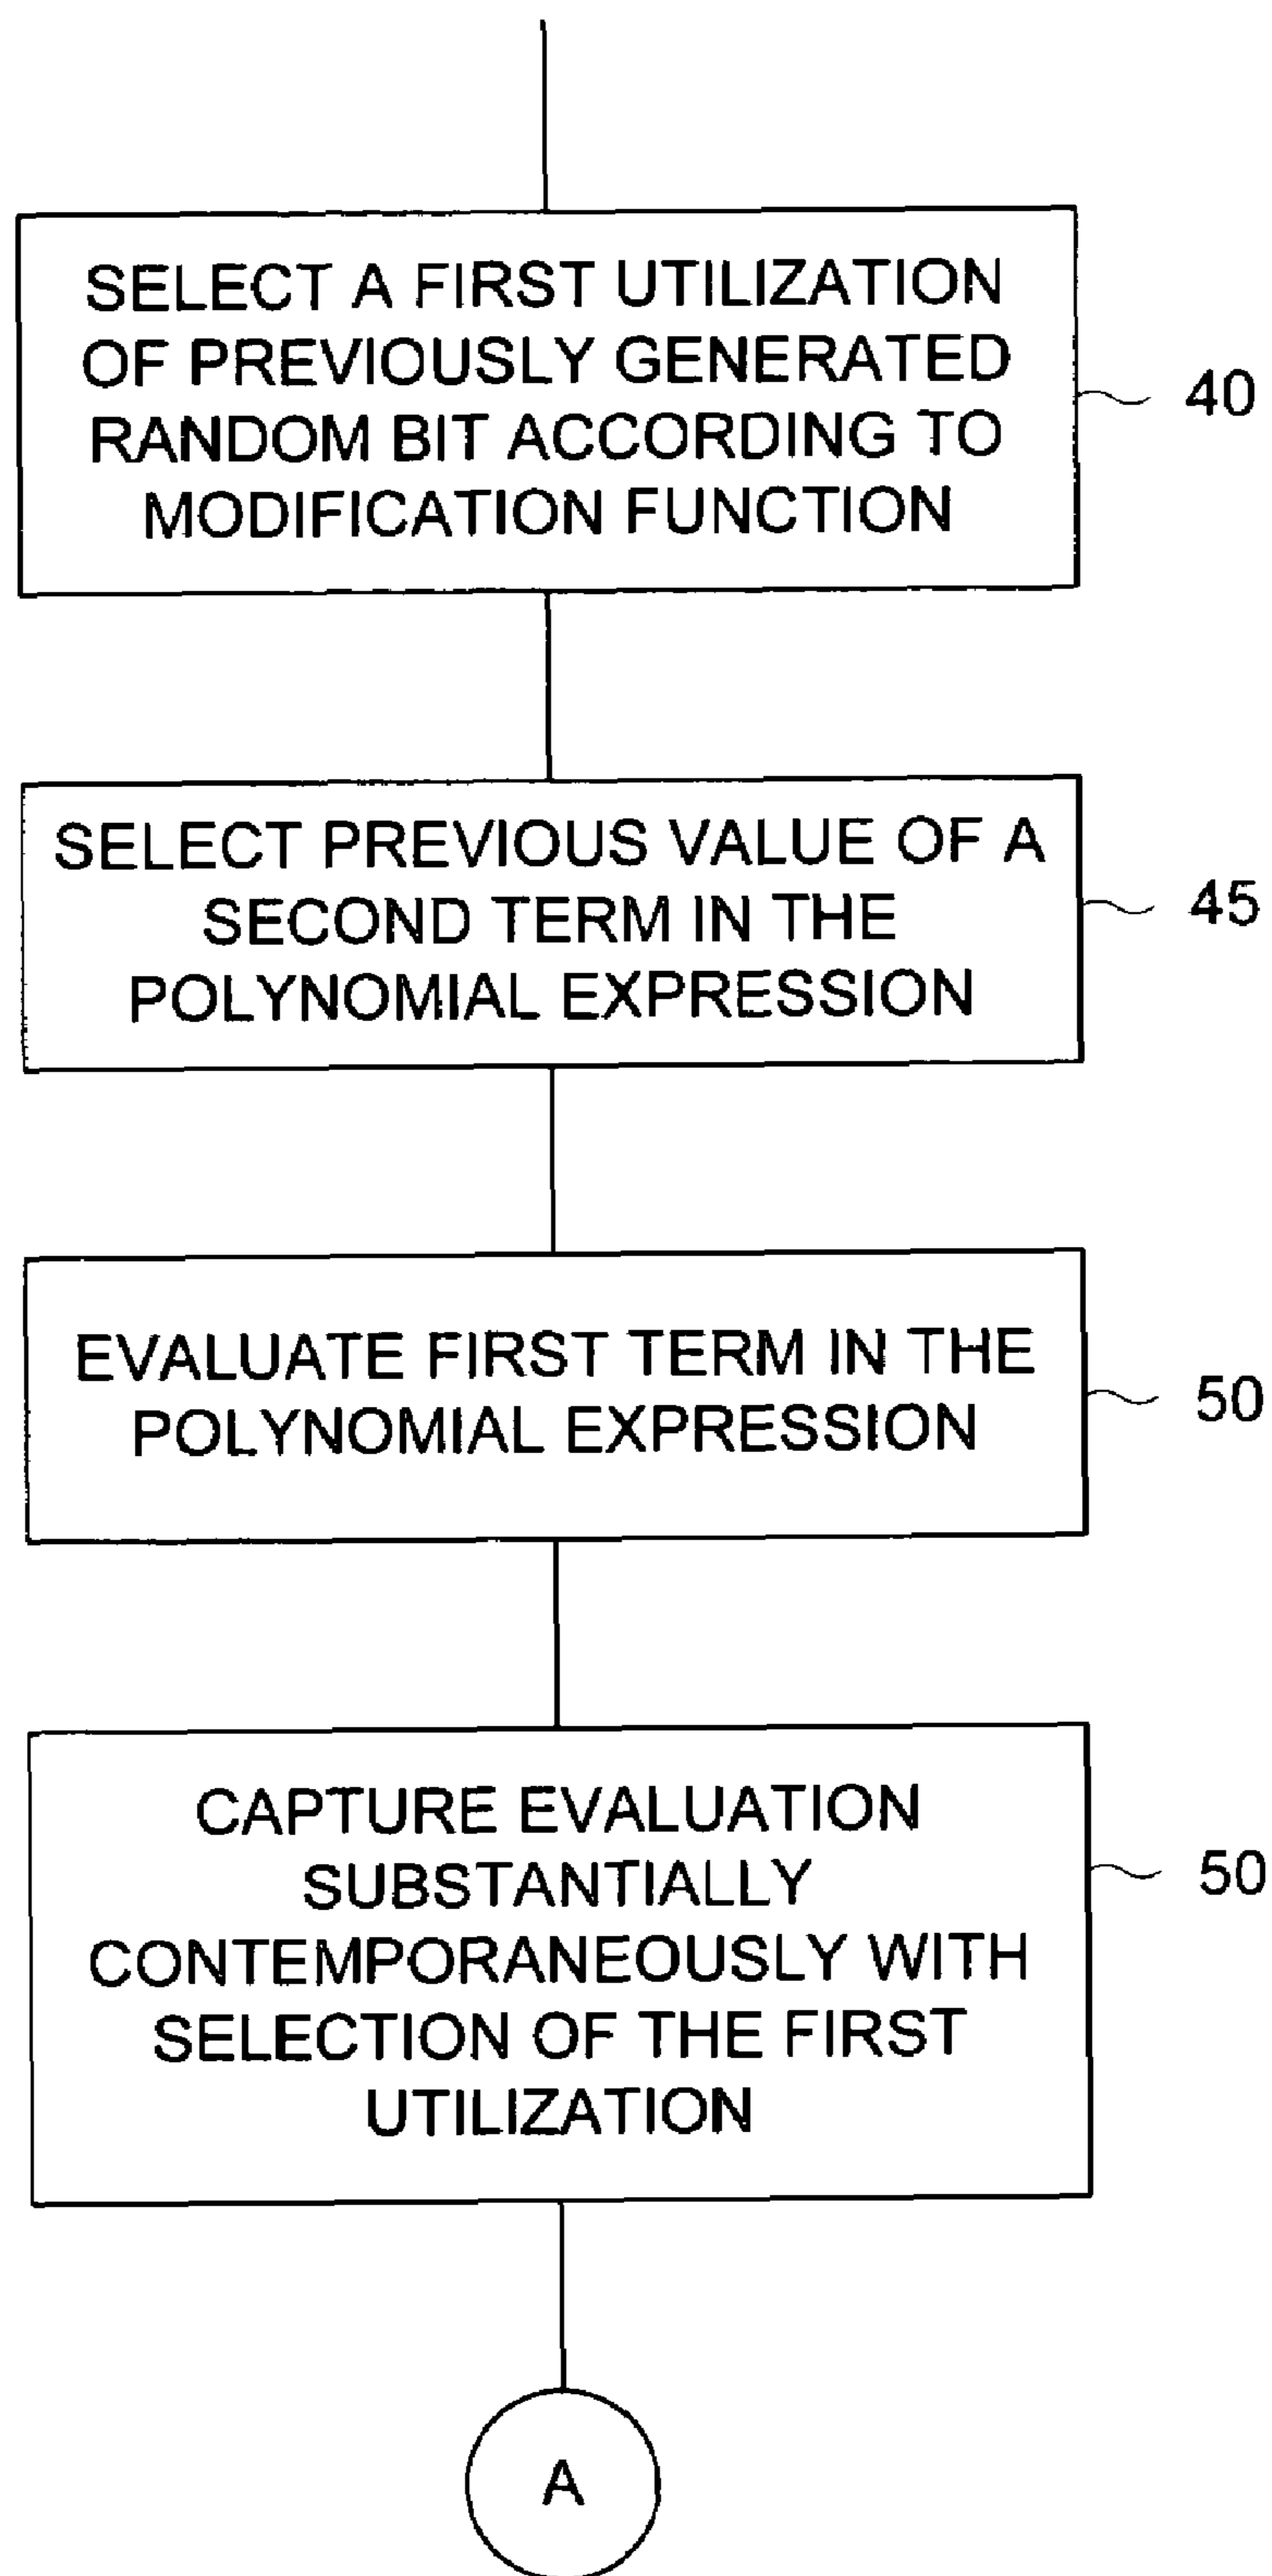 SELECT A FIRST UTILIZATION
OF PREVIOUSLY GENERATED
RANDOM BIT ACCORDING TO
MODIFICATION FUNCTION
40
SELECT PREVIOUS VALUE OF A
SECOND TERM IN THE
POLYNOMIAL EXPRESSION
45
EVALUATE FIRST TERM IN THE
POLYNOMIAL EXPRESSION
50
CAPTURE EVALUATION
SUBSTANTIALLY
CONTEMPORANEOUSLY WITH
SELECTION OF THE FIRST
UTILIZATION
50
A